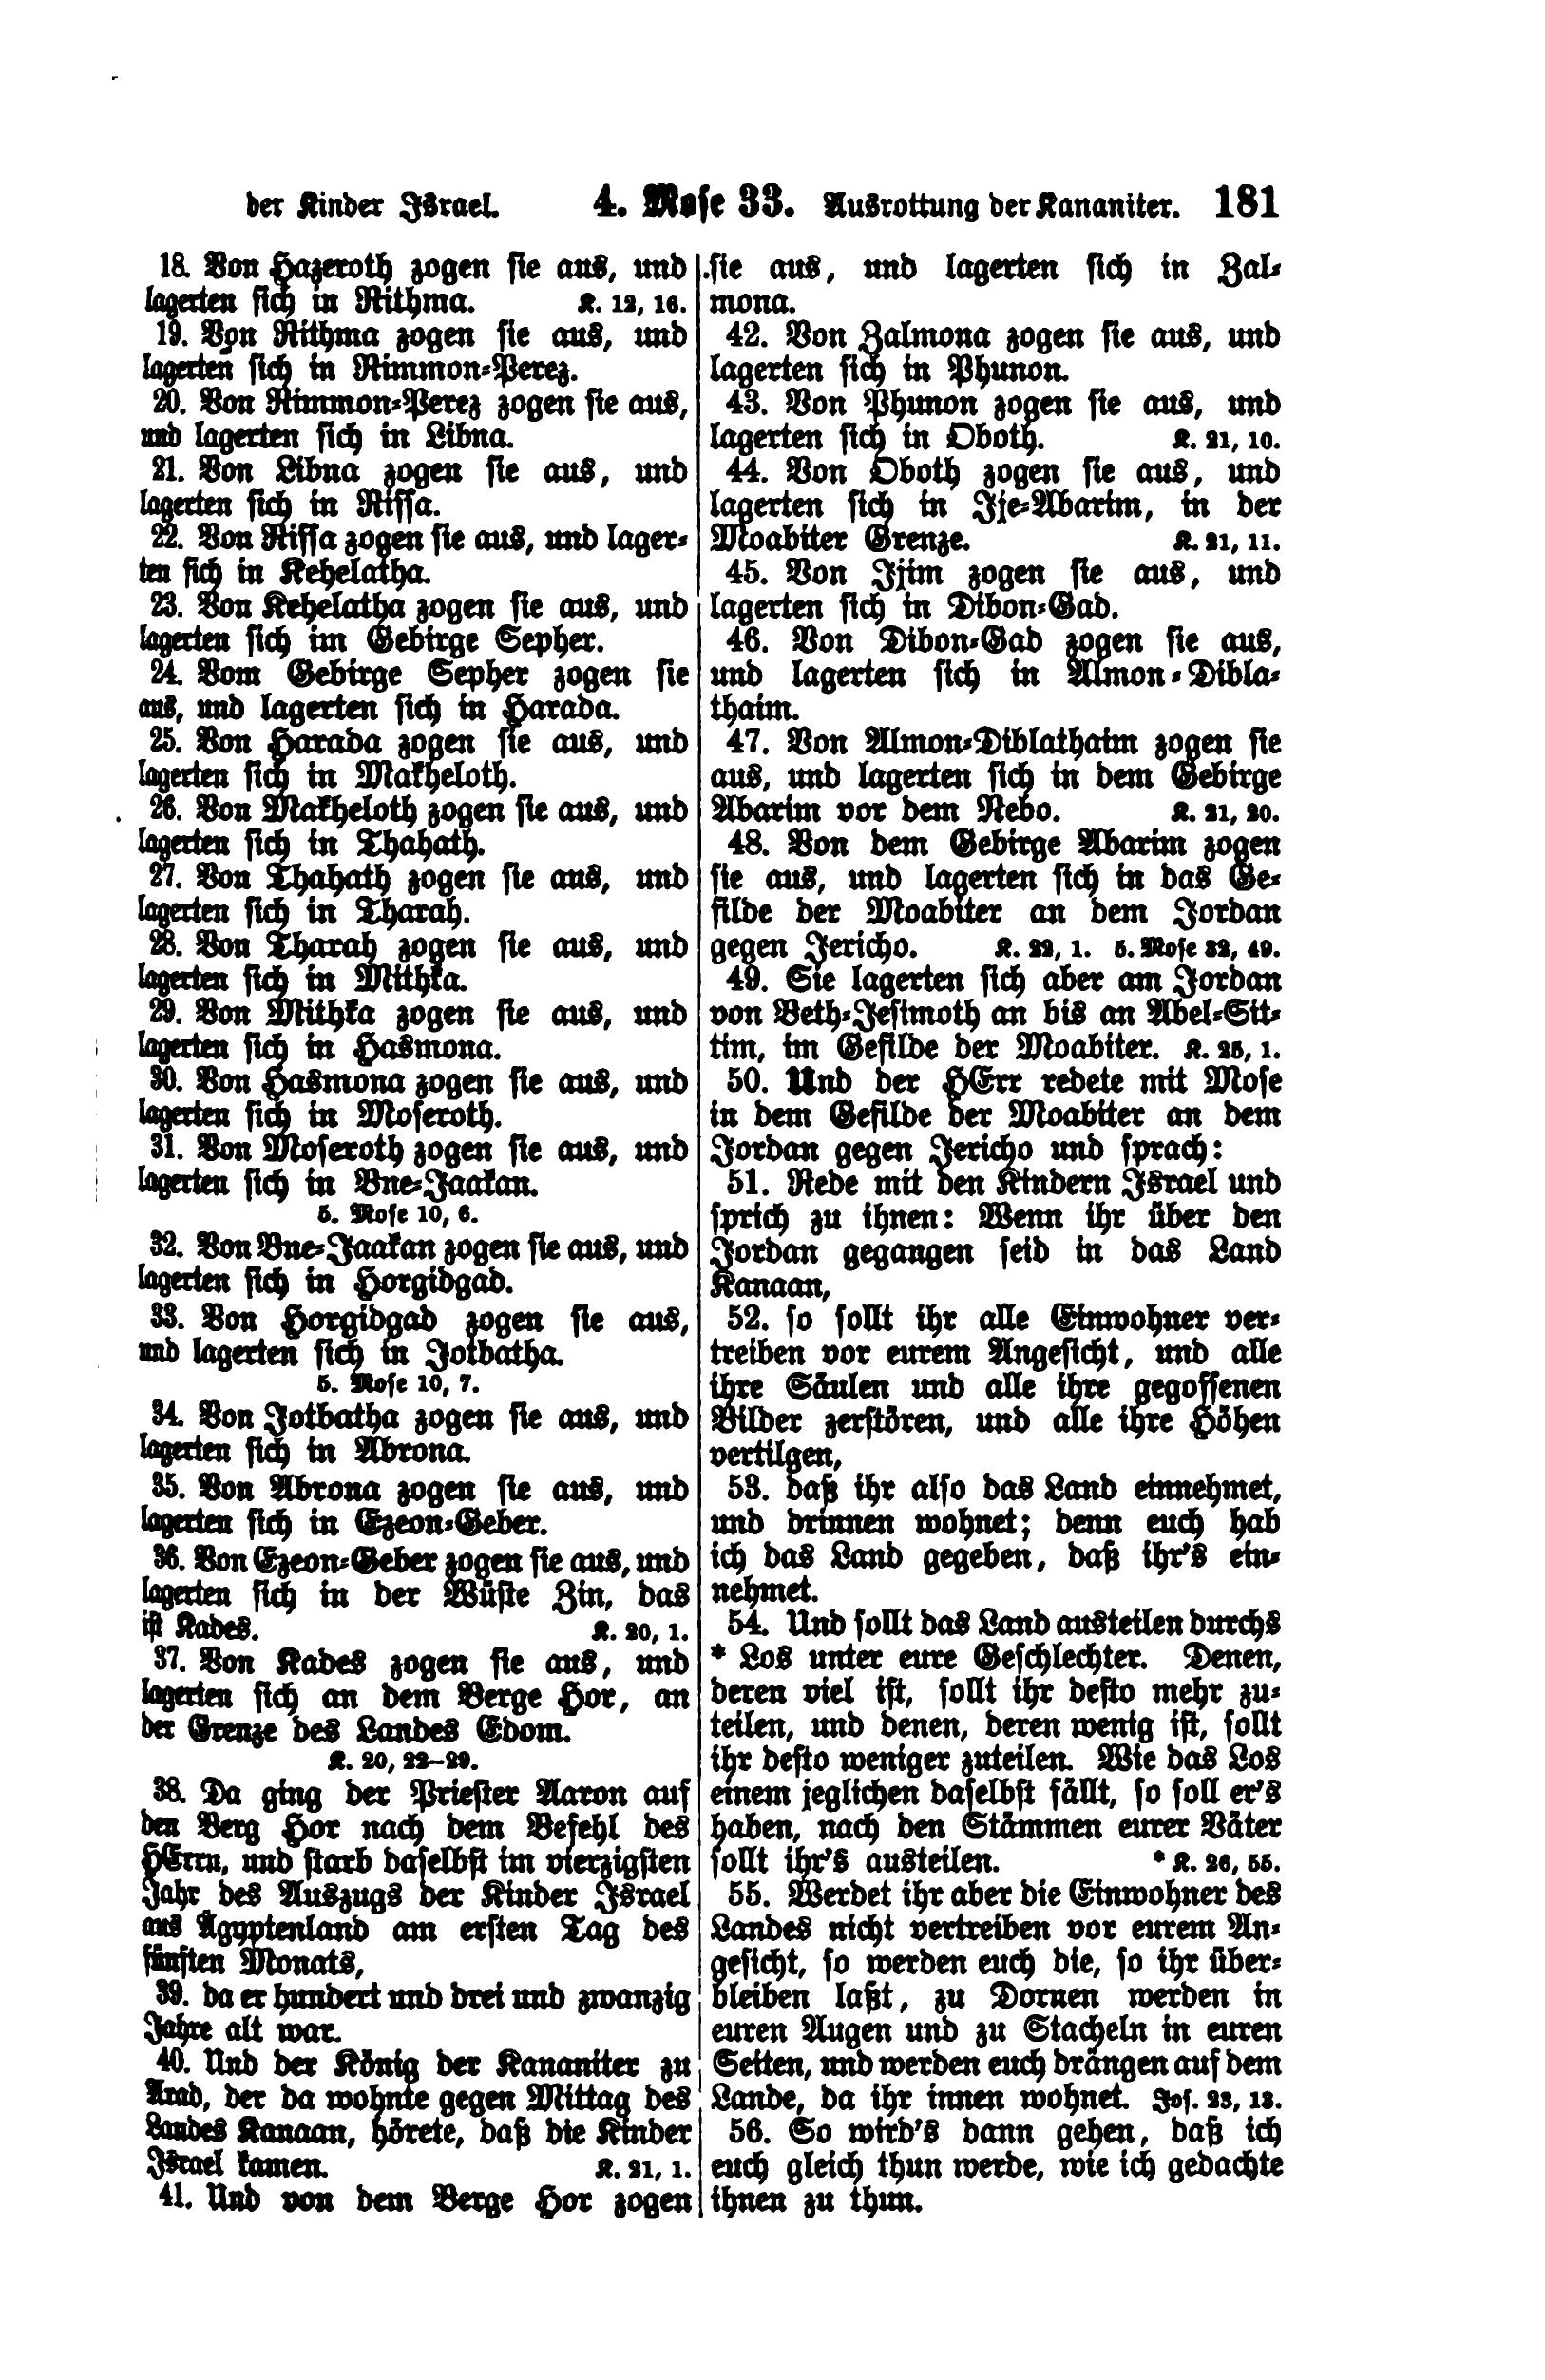 der Kinder Israel. 4. Mose 33. Ausrottung der Kananiter. 181
18. Von Hazeroth zogen sie aus, und
lagerten sich in Rithma. K. 12, 16.
19. Von Rithma zogen sie aus, und
lagerten sich in Rimmon-Perez.
20. Von Rimmon-Perez zogen sie aus,
und lagerten sich in Libna.
21. Von Libna zogen sie aus, und
lagerten sich in Rissa.
22. Von Rissa zogen sie aus, und lager-
ten sich in Kehelatha.
23. Von Kehelatha zogen sie aus, und
lagerten sich im Gebirge Sepher.
24. Vom Gebirge Sepher zogen sie
aus, und lagerten sich in Harada.
25. Von Harada zogen sie aus, und
lagerten sich in Makheloth.
26. Von Makheloth zogen sie aus, und
lagerten sich in Thahath.
27. Von Thahath zogen sie aus, und
lagerten sich in Tharah.
28. Von Tharah zogen sie aus, und
lagerten sich in Mithka.
29. Von Mithka zogen sie aus, und
lagerten sich in Hasmona.
30. Von Hasmona zogen sie aus, und
lagerten sich in Moseroth.
31. Von Moseroth zogen sie aus, und
lagerten sich in Bne-Jaakan.
5. Mose 10, 6.
32. Von Bne-Jaakan zogen sie aus, und
lagerten sich in Horgidgad.
33. Von Horgidgad zogen sie aus,
und lagerten sich in Jotbatha.
5. Mose 10, 7.
34. Von Jotbatha zogen sie aus, und
lagerten sich in Abrona.
35. Von Abrona zogen sie aus, und
lagerten sich in Ezeon-Geber.
36. Von Ezeon-Geber zogen sie aus, und
lagerten sich in der Wüste Zin, das
ist Kades. K. 20, 1.
37. Von Kades zogen sie aus, und
lagerten sich an dem Berge Hor, an
der Grenze des Landes Edom.
K. 20, 22–29.
38. Da ging der Priester Aaron auf
den Berg Hor nach dem Befehl des
HErrn, und starb daselbst im vierzigsten
Jahr des Auszugs der Kinder Israel
aus Ägyptenland am ersten Tag des
fünften Monats,
39. da er hundert und drei und zwanzig
Jahre alt war.
40. Und der König der Kananiter zu
Arad, der da wohnte gegen Mittag des
Landes Kanaan, hörete, daß die Kinder
Israel kamen. K. 21, 1.
41. Und von dem Berge Hor zogen
sie aus, und lagerten sich in Zal-
mona.
42. Von Zalmona zogen sie aus, und
lagerten sich in Phunon.
43. Von Phunon zogen sie aus, und
lagerten sich in Oboth. K. 21, 10.
44. Von Oboth zogen sie aus, und
lagerten sich in Jje-Abarim, in der
Moabiter Grenze. K. 21, 11.
45. Von Jjim zogen sie aus, und
lagerten sich in Dibon-Gad.
46. Von Dibon-Gad zogen sie aus,
und lagerten sich in Almon-Dibla-
thaim.
47. Von Almon-Diblathaim zogen sie
aus, und lagerten sich in dem Gebirge
Abarim vor dem Nebo. K. 21, 20.
48. Von dem Gebirge Abarim zogen
sie aus, und lagerten sich in das Ge-
filde der Moabiter an dem Jordan
gegen Jericho. K. 22, 1. 5. Mose 32, 49.
49. Sie lagerten sich aber am Jordan
von Beth-Jesimoth an bis an Abel-Sit-
tim, im Gefilde der Moabiter. K. 25, 1.
50. Und der HErr redete mit Mose
in dem Gefilde der Moabiter an dem
Jordan gegen Jericho und sprach:
51. Rede mit den Kindern Israel und
sprich zu ihnen: Wenn ihr über den
Jordan gegangen seid in das Land
Kanaan,
52. so sollt ihr alle Einwohner ver-
treiben vor eurem Angesicht, und alle
ihre Säulen und alle ihre gegossenen
Bilder zerstören, und alle ihre Höhen
vertilgen,
53. daß ihr also das Land einnehmet,
und drinnen wohnet; denn euch hab
ich das Land gegeben, daß ihr's ein-
nehmet.
54. Und sollt das Land austeilen durchs
* Los unter eure Geschlechter. Denen,
deren viel ist, sollt ihr desto mehr zu-
teilen, und denen, deren wenig ist, sollt
ihr desto weniger zuteilen. Wie das Los
einem jeglichen daselbst fällt, so soll er's
haben, nach den Stämmen eurer Väter
sollt ihr's austeilen. * K. 26, 55.
55. Werdet ihr aber die Einwohner des
Landes nicht vertreiben vor eurem An-
gesicht, so werden euch die, so ihr über-
bleiben laßt, zu Dornen werden in
euren Augen und zu Stacheln in euren
Seiten, und werden euch drängen auf dem
Lande, da ihr innen wohnet. Jos. 23, 13.
56. So wird's dann gehen, daß ich
euch gleich thun werde, wie ich gedachte
ihnen zu thun.